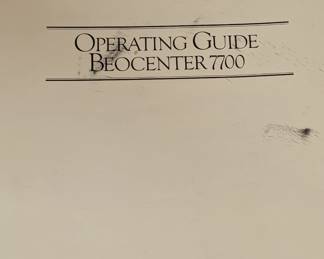 Operating Guide
Beocenter 7700